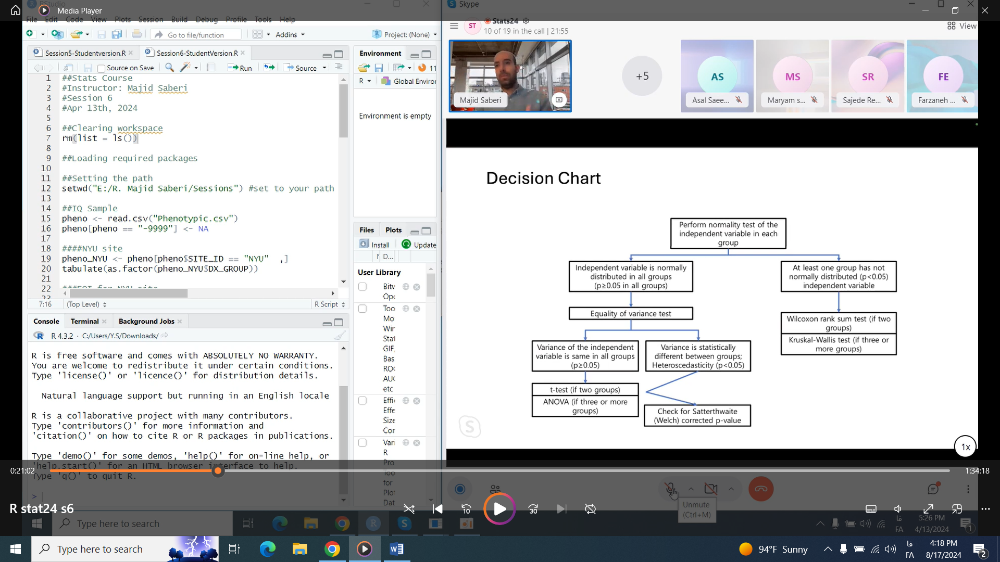 Media Player
RStudio
File Edit Code View Plots Session Build Debug Profile Tools Help
Go to file/function
Addins
Project: (None)
Session5-Studentversion.R
Session6-StudentVersion.R
Source on Save
Run
Source
1 ##Stats Course
2 #Instructor: Majid Saberi
3 #Session 6
4 #Apr 13th, 2024
5
6 ##Clearing workspace
7 rm(list = ls())
8
9 ##Loading required packages
10
11 ##Setting the path
12 setwd("E:/R. Majid Saberi/Sessions") #set to your path
13
14 ##IQ Sample
15 pheno <- read.csv("Phenotypic.csv")
16 pheno[pheno == "-9999"] <- NA
17
18 ####NYU site
19 pheno_NYU <- pheno[pheno$SITE_ID == "NYU" ,]
20 tabulate(as.factor(pheno_NYU$DX_GROUP))
21
22
7:16
(Top Level)
R Script
Console Terminal Background Jobs
R 4.3.2 · C:/Users/Y.S/Downloads/
R is free software and comes with ABSOLUTELY NO WARRANTY.
You are welcome to redistribute it under certain conditions.
Type 'license()' or 'licence()' for distribution details.
Natural language support but running in an English locale
R is a collaborative project with many contributors.
Type 'contributors()' for more information and
'citation()' on how to cite R or R packages in publications.
Type 'demo()' for some demos, 'help()' for on-line help, or
'help.start()' for an HTML browser interface to help.
Type 'q()' to quit R.
>
Environment
11
R
Global Enviror
Environment is empty
Files Plots
Install
Update
D...
User Library
Bitw
Ope
Too
Mo
Wir
Stat
GIF,
Bas
RO
AUC
etc
Effi
Effe
Size
Cor
Vari
R
Pro
Too
for
Plo
Dat
Skype
ST
Stats24
10 of 19 in the call | 21:55
View
Majid Saberi
+5
AS
Asal Saee...
MS
Maryam s...
SR
Sajede Re...
FE
Farzaneh ...
Decision Chart
Perform normality test of the
independent variable in each
group
Independent variable is normally
distributed in all groups
(p≥0.05 in all groups)
At least one group has not
normally distributed (p<0.05)
independent variable
Equality of variance test
Wilcoxon rank sum test (if two
groups)
Kruskal-Wallis test (if three or
more groups)
Variance of the independent
variable is same in all groups
(p≥0.05)
Variance is statistically
different between groups;
Heteroscedasticity (p<0.05)
t-test (if two groups)
ANOVA (if three or more
groups)
Check for Satterthwaite
(Welch) corrected p-value
S
1x
0:21:02
1:34:18
Unmute
(Ctrl+M)
R stat24 s6
10
30
Type here to search
فا
FA
5:26 PM
4/13/2024
1
Type here to search
94°F Sunny
فا
FA
4:18 PM
8/17/2024
2